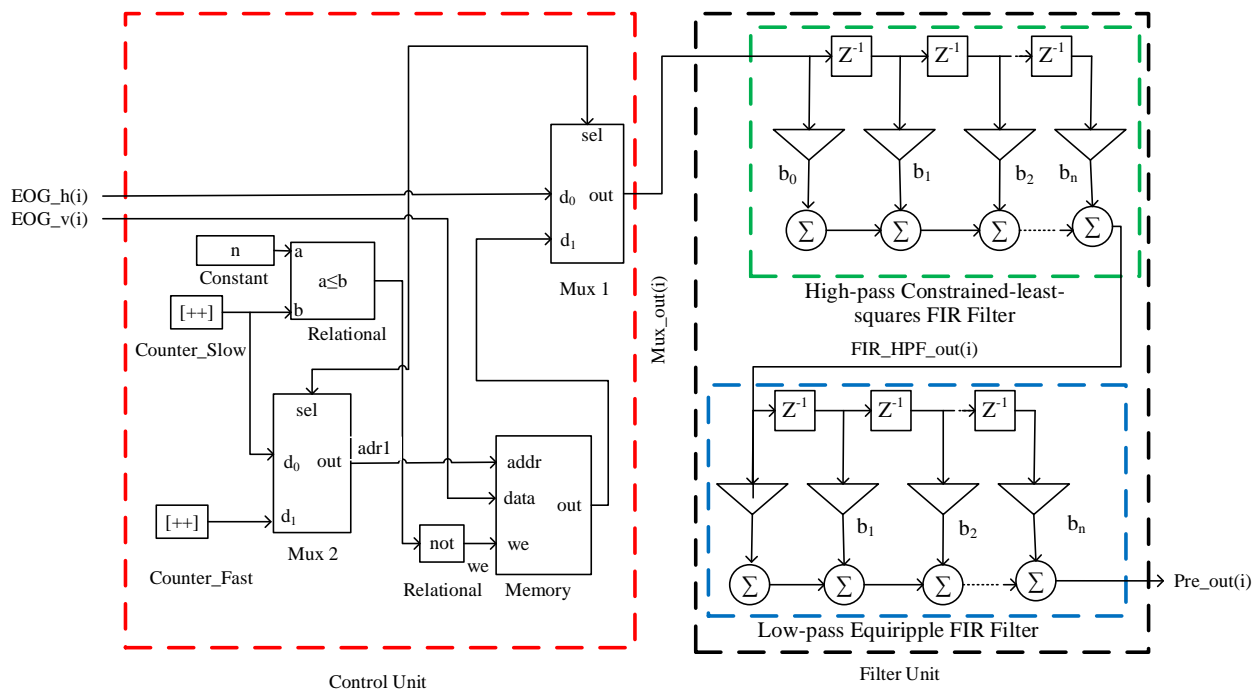 EOG_h(i)
EOG_v(i)
n
Constant
[++]
Counter_Slow
[++]
Counter_Fast
a
a≤b
b
Relational
sel
d₀
out
d₁
Mux 2
adr1
not
we
Relational
addr
data
out
we
Memory
sel
d₀
out
d₁
Mux 1
Control Unit
Mux_out(i)
Z⁻¹
Z⁻¹
Z⁻¹
b₀
b₁
b₂
bₙ
Σ
Σ
Σ
Σ
High-pass Constrained-least-
squares FIR Filter
FIR_HPF_out(i)
Z⁻¹
Z⁻¹
Z⁻¹
b₁
b₂
bₙ
Σ
Σ
Σ
Σ
Pre_out(i)
Low-pass Equiripple FIR Filter
Filter Unit